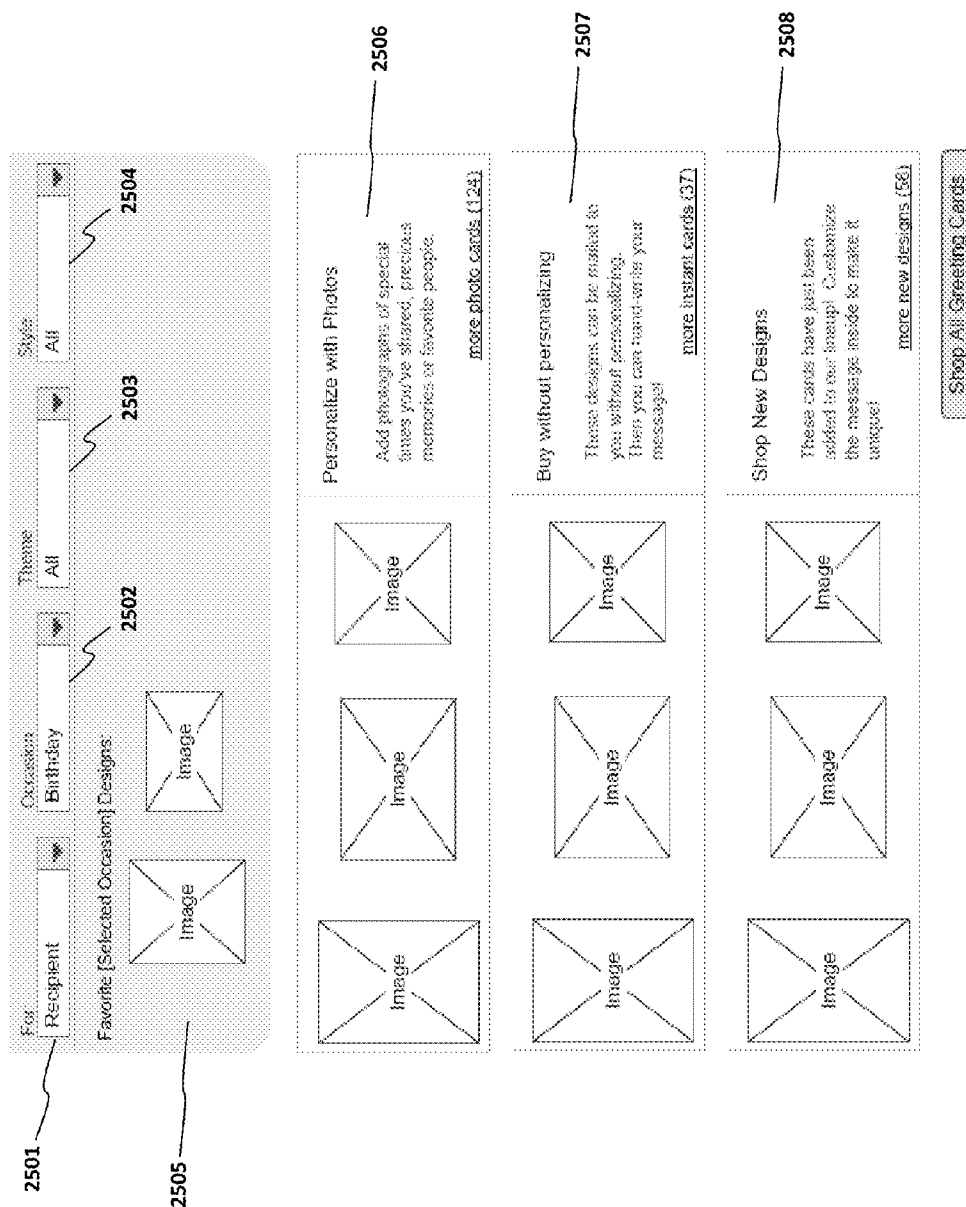 For Occasion Theme Style
Recipient Birthday All All
2501
2502
2503
2504
Favorite [Selected Occasion] Designs:
Image Image
2505
Image Image Image
Personalize with Photos
Add photographs of special
times you've shared, precious
memories or favorite people.
more photo cards (124)
2506
Image Image Image
Buy without personalizing
These designs can be mailed to
you without personalizing.
Then you can hand-write your
message!
more instant cards (37)
2507
Image Image Image
Shop New Designs
These cards have just been
added to our lineup! Customize
the message inside to make it
unique!
more new designs (56)
2508
Shop All Greeting Cards